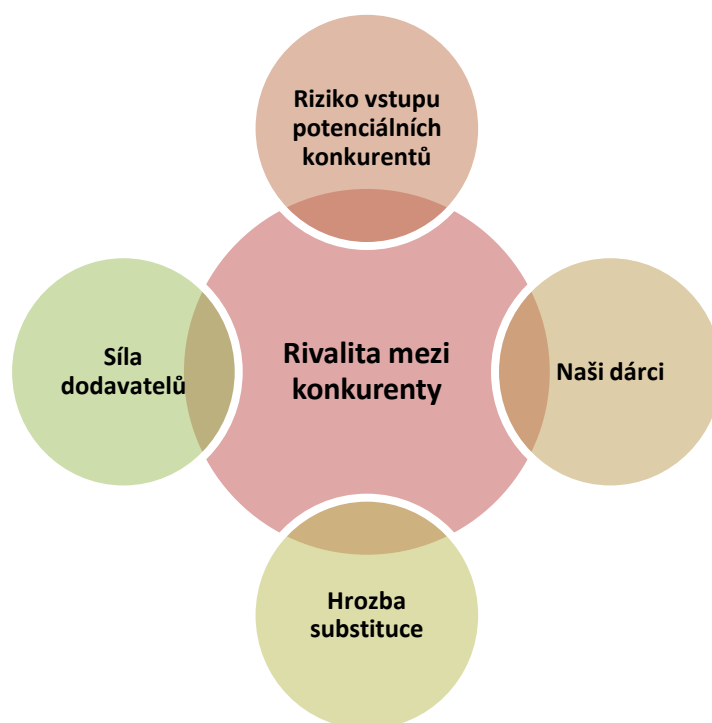 Riziko vstupu
potenciálních
konkurentů
Síla
dodavatelů
Rivalita mezi
konkurenty
Naši dárci
Hrozba
substituce